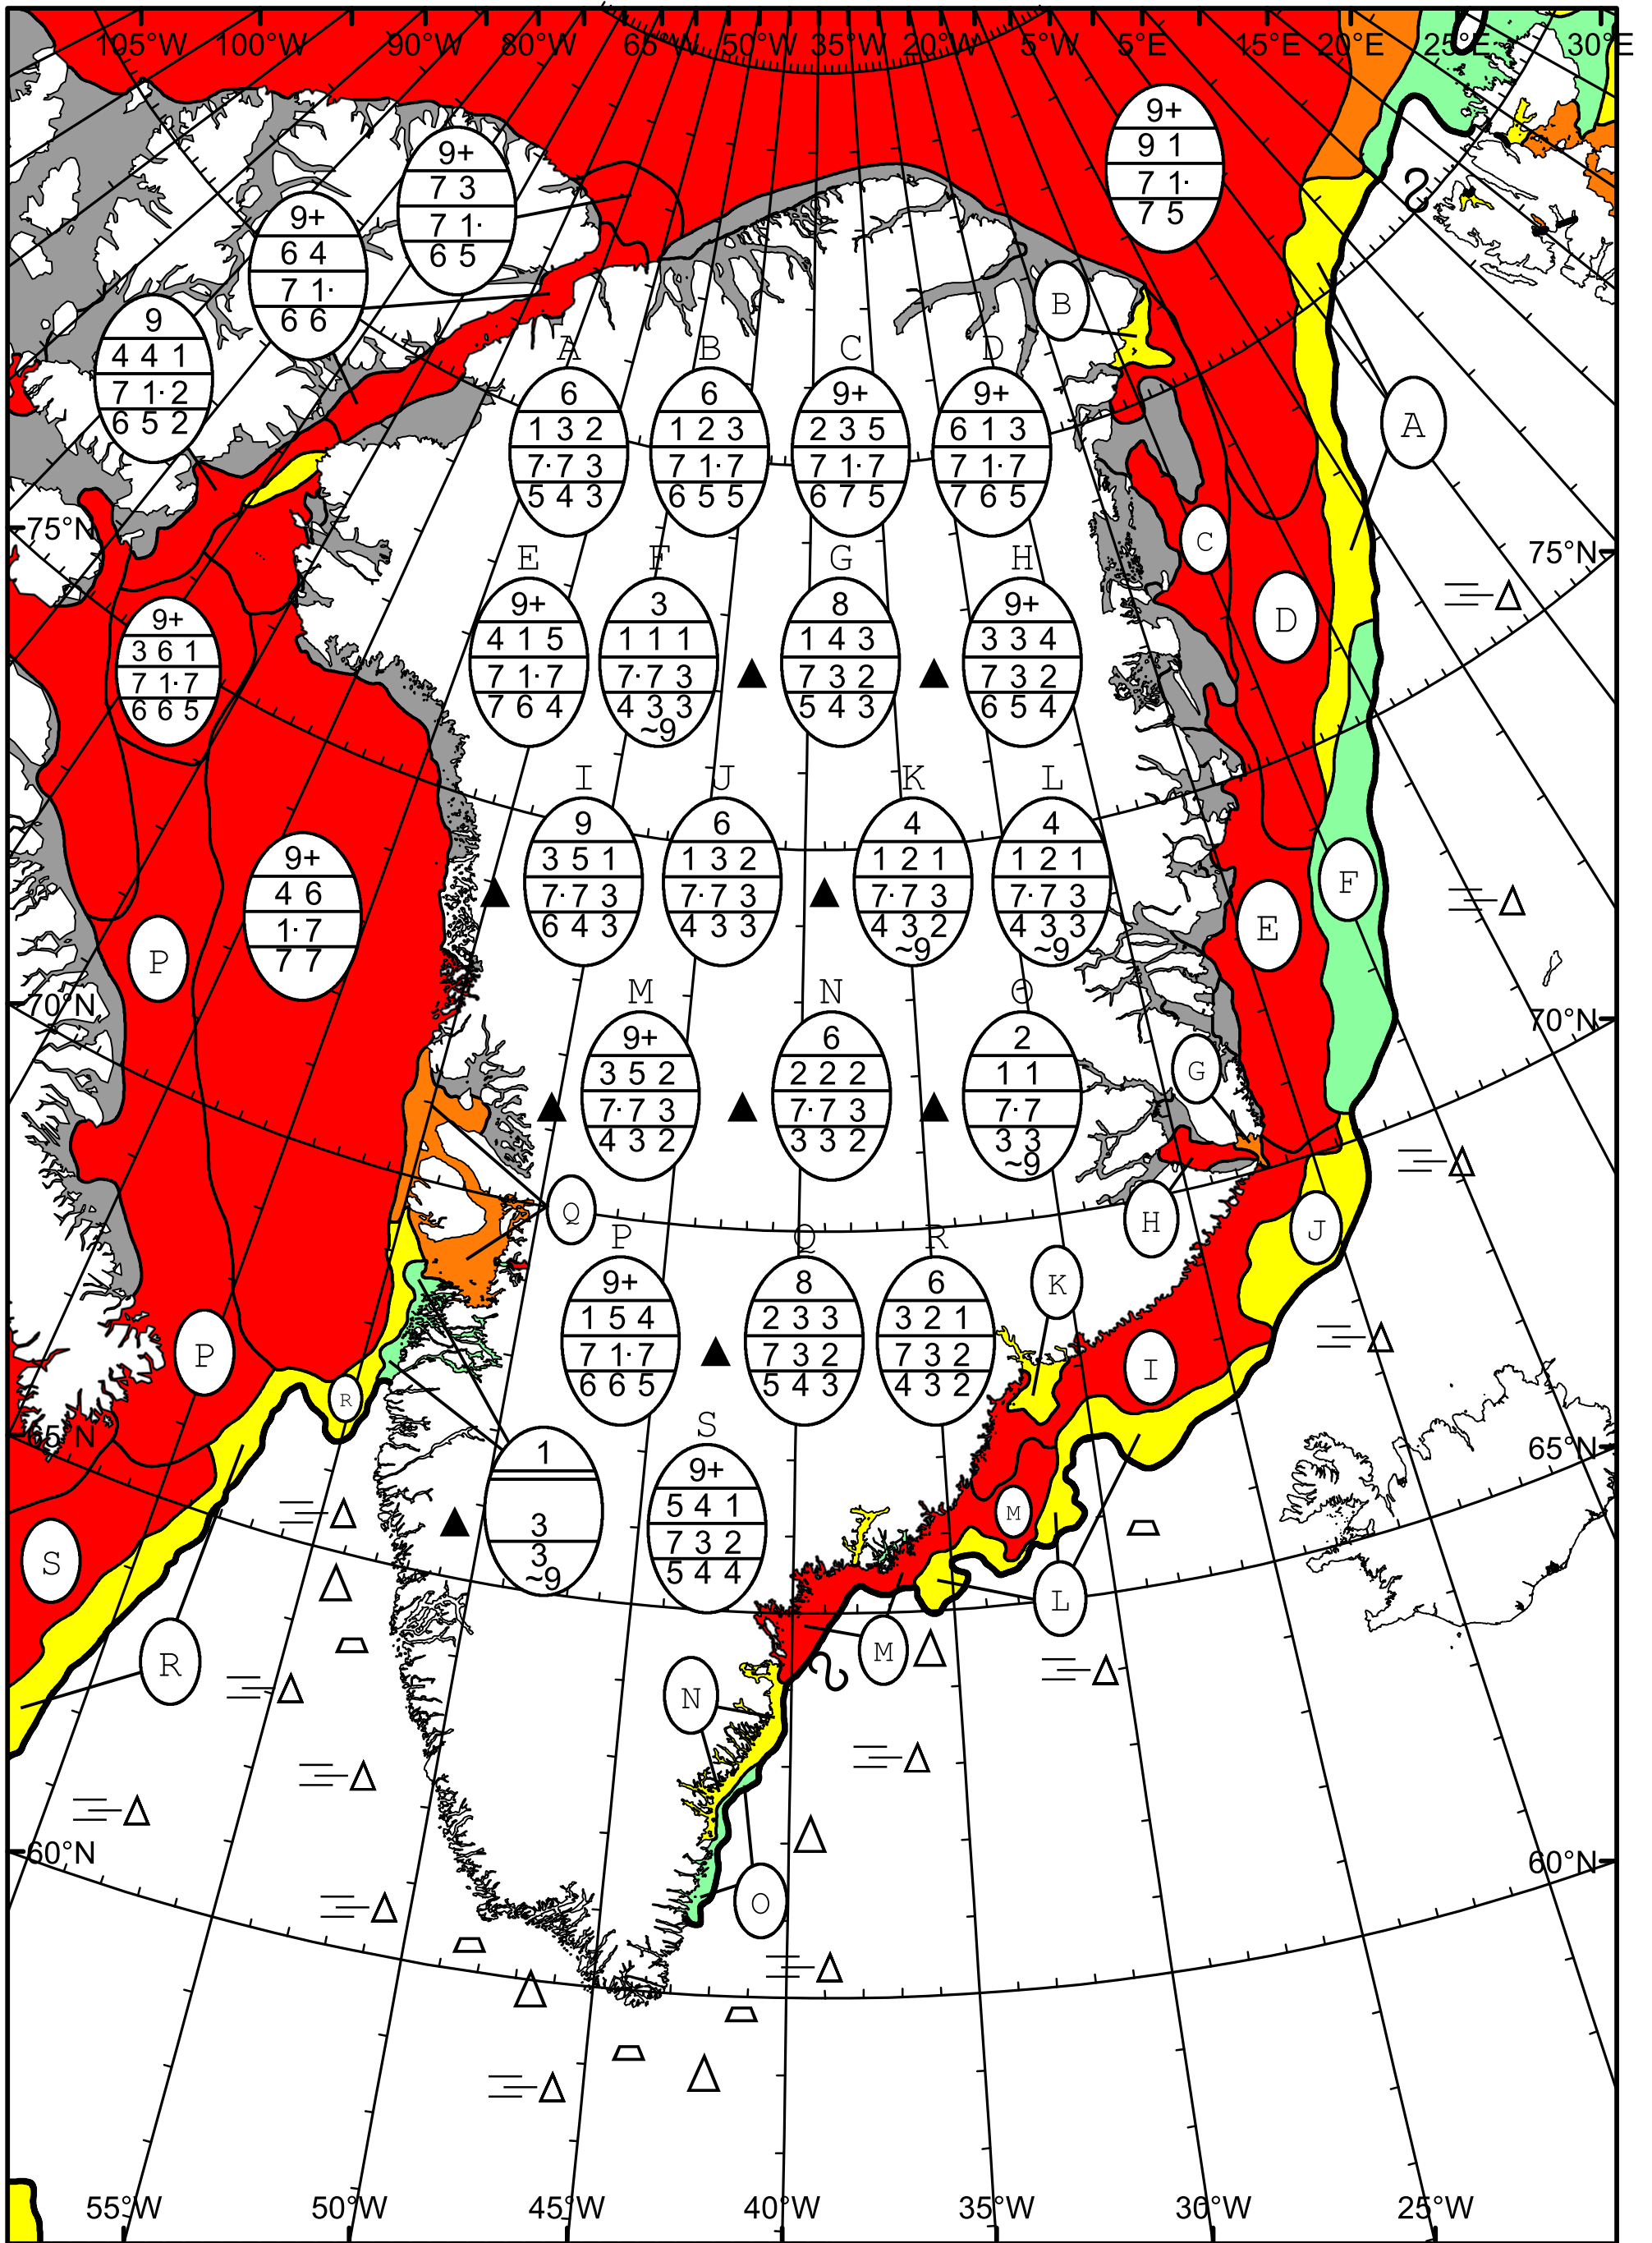 105°W 100°W 90°W 80°W 65°W 50°W 35°W 20°W 5°W 5°E 15°E 20°E 25°E 30°E
9+
9 1
7 1·
7 5
9+
7 3
7 1·
6 5
9+
6 4
7 1·
6 6
9
4 4 1
7 1· 2
6 5 2
B
A
A B C D
6 6 9+ 9+
1 3 2 1 2 3 2 3 5 6 1 3
7· 7 3 7 1· 7 7 1· 7 7 1· 7
5 4 3 6 5 5 6 7 5 7 6 5
75°N
C
75°N
D
E F G H
9+ 3 8 9+
4 1 5 1 1 1 1 4 3 3 3 4
7 1· 7 7· 7 3 7 3 2 7 3 2
7 6 4 4 3 3 5 4 3 6 5 4
~9
9+
3 6 1
7 1· 7
6 6 5
I J K L
9 6 4 4
3 5 1 1 3 2 1 2 1 1 2 1
7· 7 3 7· 7 3 7· 7 3 7· 7 3
6 4 3 4 3 3 4 3 2 4 3 3
~9 ~9
9+
4 6
1· 7
7 7
F
E
P
70°N
70°N
M N O
9+ 6 2
3 5 2 2 2 2 1 1
7· 7 3 7· 7 3 7· 7
4 3 2 3 3 2 3 3
~9
G
Q
H
J
P Q R
9+ 8 6
1 5 4 2 3 3 3 2 1
7 1· 7 7 3 2 7 3 2
6 6 5 5 4 3 4 3 2
K
P
I
R
65°N
65°N
1
3
3
~9
S
9+
5 4 1
7 3 2
5 4 4
M
S
L
M
R
N
60°N
60°N
O
55°W 50°W 45°W 40°W 35°W 30°W 25°W